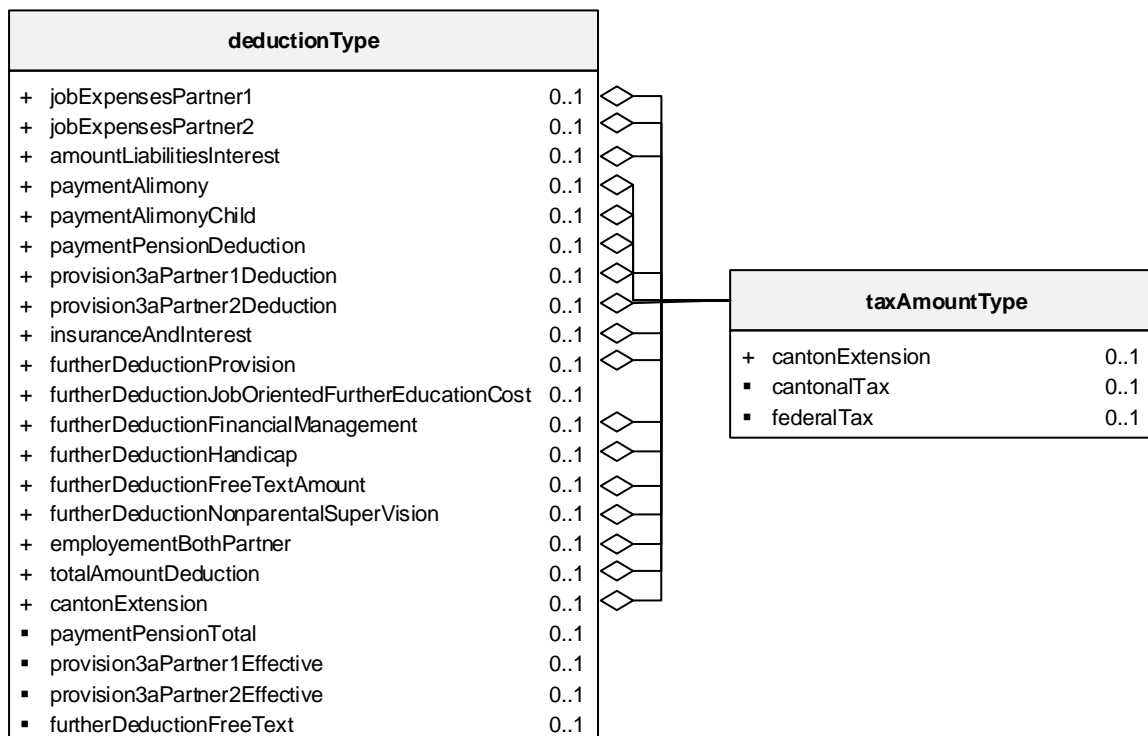 deductionType
+ jobExpensesPartner1 0..1
+ jobExpensesPartner2 0..1
+ amountLiabilitiesInterest 0..1
+ paymentAlimony 0..1
+ paymentAlimonyChild 0..1
+ paymentPensionDeduction 0..1
+ provision3aPartner1Deduction 0..1
+ provision3aPartner2Deduction 0..1
+ insuranceAndInterest 0..1
+ furtherDeductionProvision 0..1
+ furtherDeductionJobOrientedFurtherEducationCost 0..1
+ furtherDeductionFinancialManagement 0..1
+ furtherDeductionHandicap 0..1
+ furtherDeductionFreeTextAmount 0..1
+ furtherDeductionNonparentalSuperVision 0..1
+ employementBothPartner 0..1
+ totalAmountDeduction 0..1
+ cantonExtension 0..1
▪ paymentPensionTotal 0..1
▪ provision3aPartner1Effective 0..1
▪ provision3aPartner2Effective 0..1
▪ furtherDeductionFreeText 0..1
taxAmountType
+ cantonExtension 0..1
▪ cantonalTax 0..1
▪ federalTax 0..1